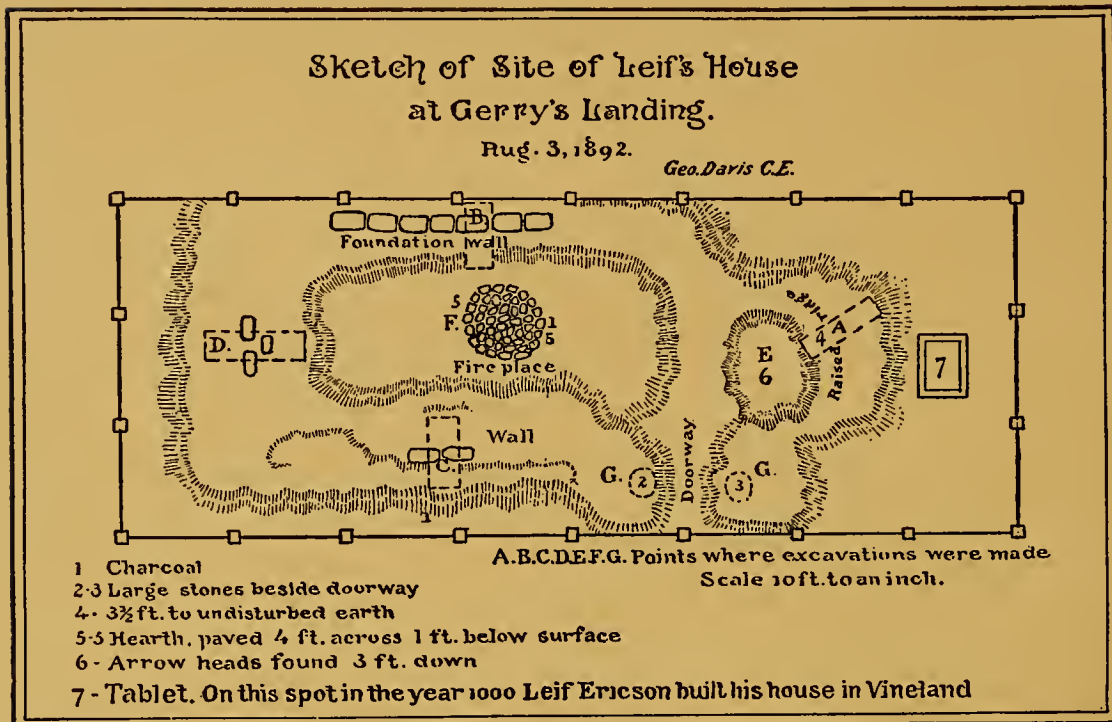 Sketch of Site of Leif's House
at Gerry's Landing.
Aug. 3, 1892.
Geo. Davis C.E.
B.
Foundation wall
Ridge
A
4
Raised
5
F.
1
5
D.
E
6
7
Fire place
Wall
C.
G.
2
Doorway
3
G.
1
A.B.C.D.E.F.G. Points where excavations were made
Scale 10 ft. to an inch.
1 Charcoal
2-3 Large stones beside doorway
4- 3½ ft. to undisturbed earth
5-5 Hearth, paved 4 ft. across 1 ft. below surface
6 - Arrow heads found 3 ft. down
7 - Tablet. On this spot in the year 1000 Leif Ericson built his house in Vineland